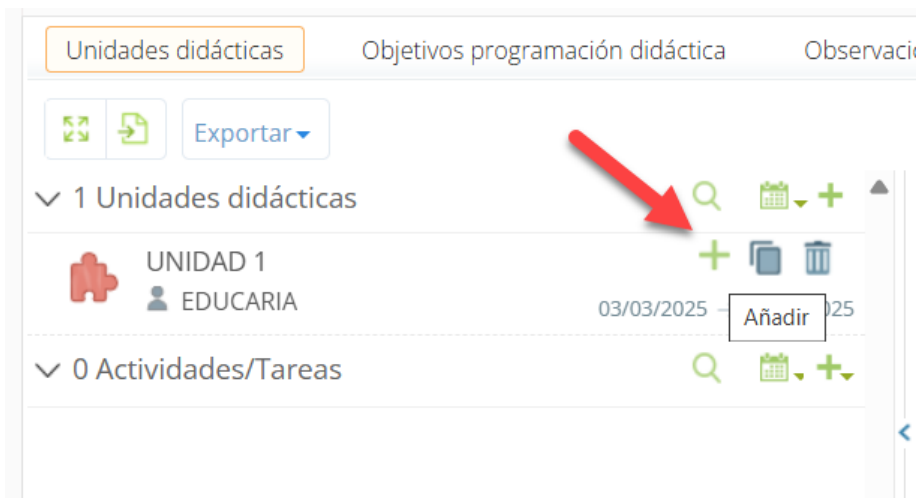 Unidades didácticas Objetivos programación didáctica
Exportar
1 Unidades didácticas
UNIDAD 1
EDUCARIA
03/03/2025 – 25
Añadir
0 Actividades/Tareas